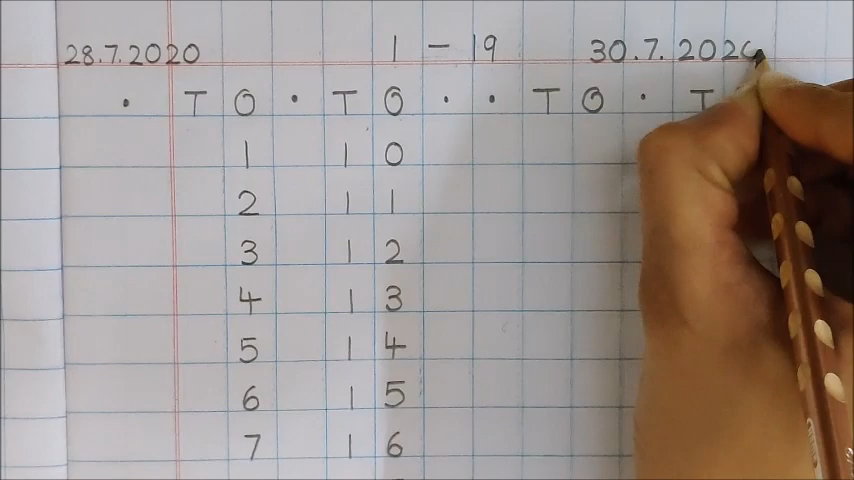 28.7.2020 1 - 19 30.7.202
. T O . T O . . T O . T
1 1 0
2 1 1
3 1 2
4 1 3
5 1 4
6 1 5
7 1 6